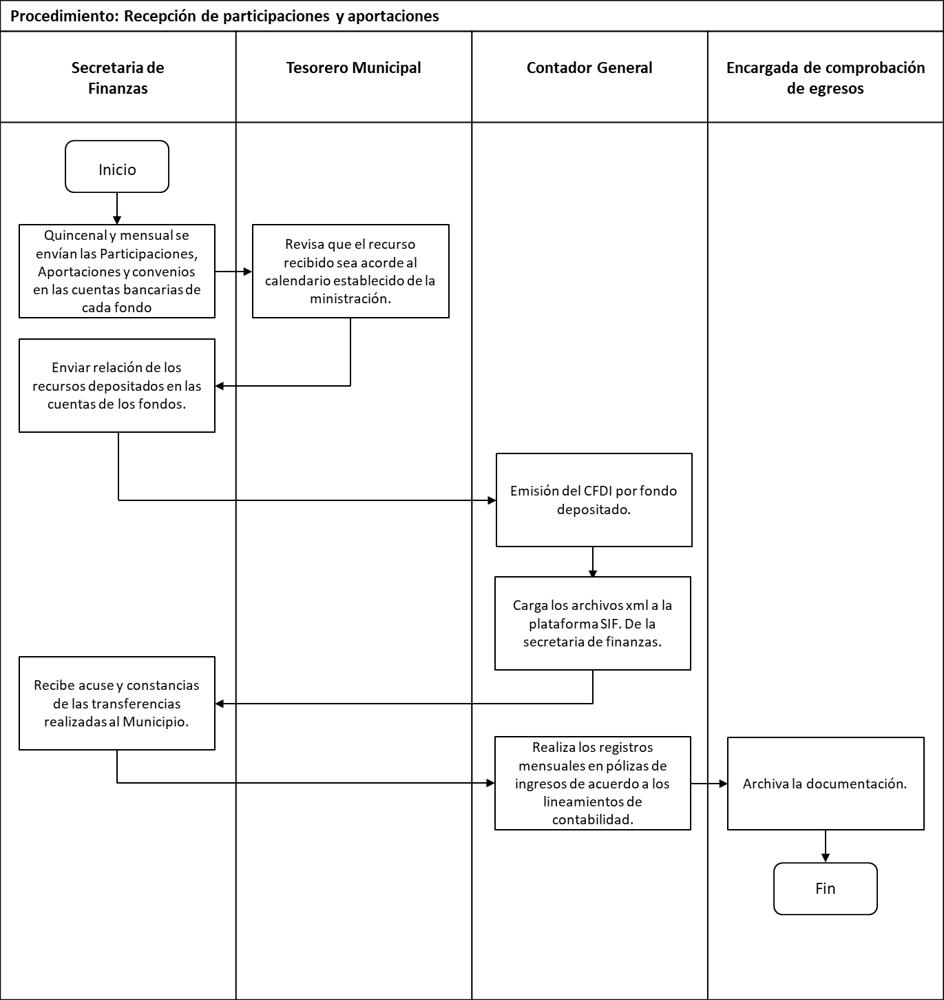 Procedimiento: Recepción de participaciones y aportaciones
Secretaria de
Finanzas
Tesorero Municipal
Contador General
Encargada de comprobación
de egresos
Inicio
Quincenal y mensual se
envían las Participaciones,
Aportaciones y convenios
en las cuentas bancarias de
cada fondo
Revisa que el recurso
recibido sea acorde al
calendario establecido de la
ministración.
Enviar relación de los
recursos depositados en las
cuentas de los fondos.
Emisión del CFDI por fondo
depositado.
Carga los archivos xml a la
plataforma SIF. De la
secretaria de finanzas.
Recibe acuse y constancias
de las transferencias
realizadas al Municipio.
Realiza los registros
mensuales en pólizas de
ingresos de acuerdo a los
lineamientos de
contabilidad.
Archiva la documentación.
Fin